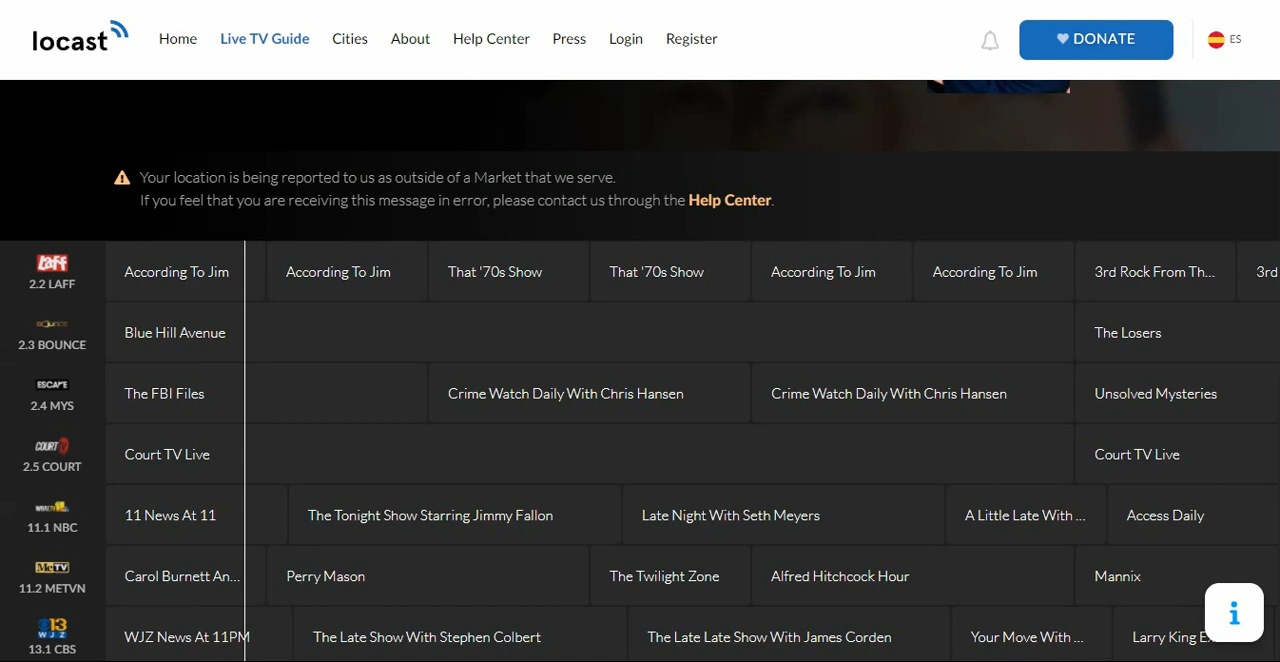 locast
Home Live TV Guide Cities About Help Center Press Login Register
DONATE
ES
Your location is being reported to us as outside of a Market that we serve.
If you feel that you are receiving this message in error, please contact us through the Help Center.
Laff
2.2 LAFF
According To Jim According To Jim That '70s Show That '70s Show According To Jim According To Jim 3rd Rock From Th... 3rd
bounce
2.3 BOUNCE
Blue Hill Avenue The Losers
ESCAPE
2.4 MYS
The FBI Files Crime Watch Daily With Chris Hansen Crime Watch Daily With Chris Hansen Unsolved Mysteries
COURT
2.5 COURT
Court TV Live Court TV Live
11.1 NBC
11 News At 11 The Tonight Show Starring Jimmy Fallon Late Night With Seth Meyers A Little Late With ... Access Daily
MeTV
11.2 METVN
Carol Burnett An... Perry Mason The Twilight Zone Alfred Hitchcock Hour Mannix
13
WJZ
13.1 CBS
WJZ News At 11PM The Late Show With Stephen Colbert The Late Late Show With James Corden Your Move With ... Larry King
i